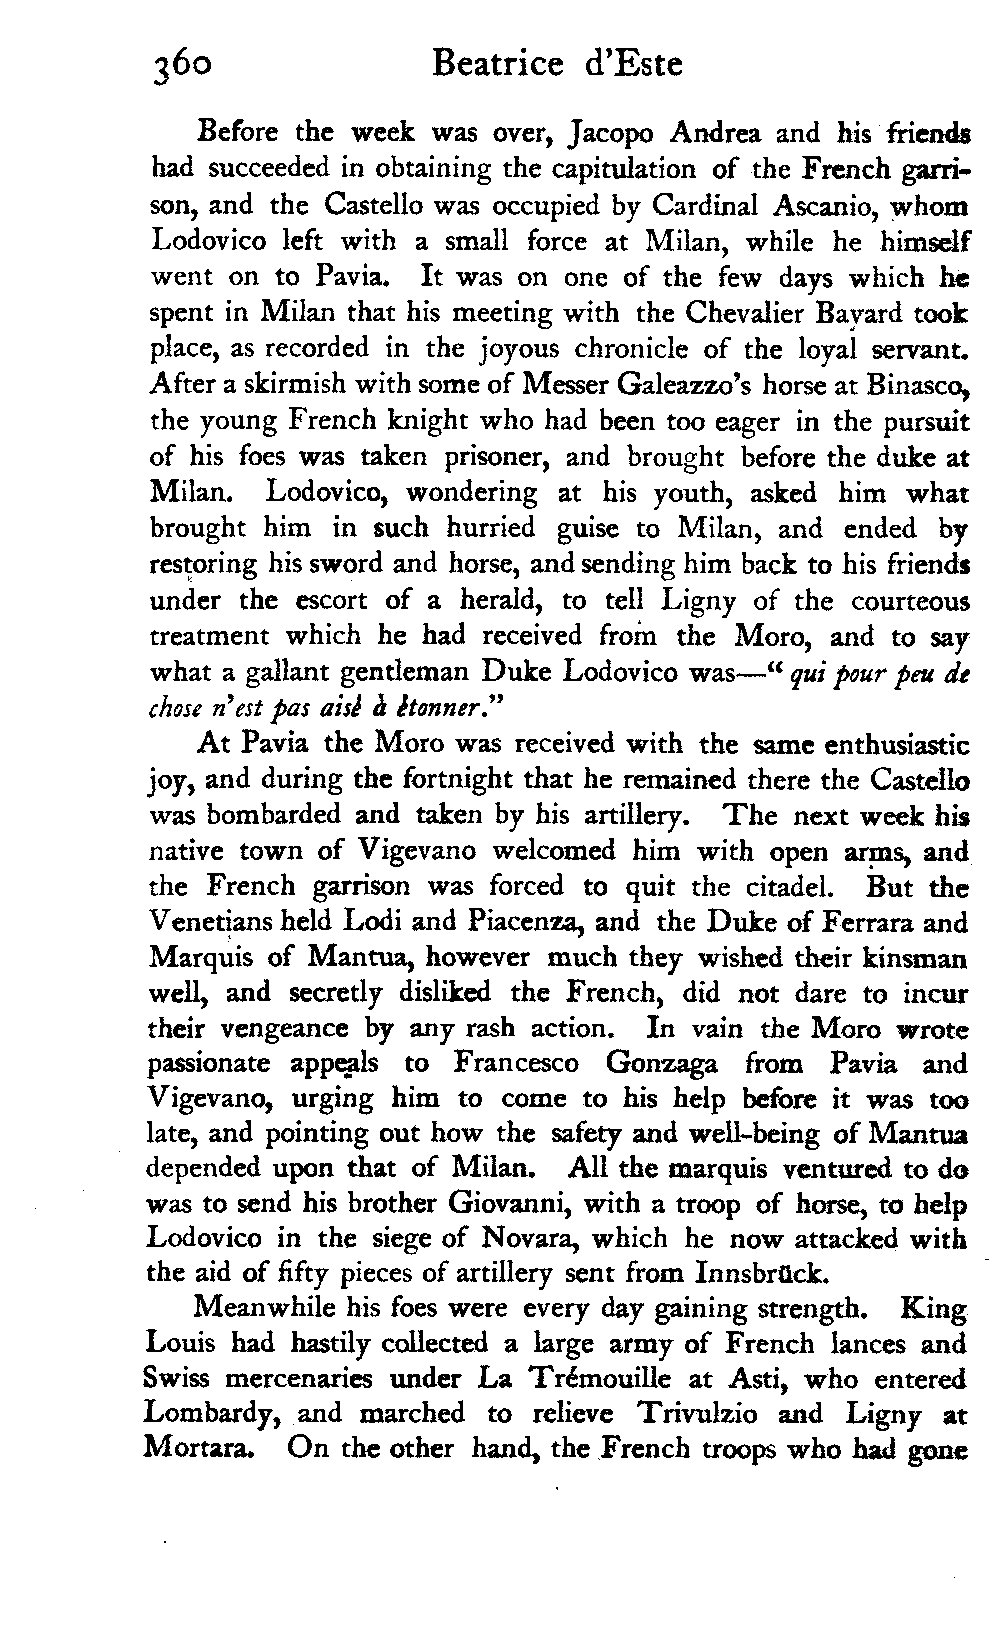 360 Beatrice d'Este
Before the week was over, Jacopo Andrea and his friends
had succeeded in obtaining the capitulation of the French garri-
son, and the Castello was occupied by Cardinal Ascanio, whom
Lodovico left with a small force at Milan, while he himself
went on to Pavia. It was on one of the few days which he
spent in Milan that his meeting with the Chevalier Bayard took
place, as recorded in the joyous chronicle of the loyal servant.
After a skirmish with some of Messer Galeazzo's horse at Binasco,
the young French knight who had been too eager in the pursuit
of his foes was taken prisoner, and brought before the duke at
Milan. Lodovico, wondering at his youth, asked him what
brought him in such hurried guise to Milan, and ended by
restoring his sword and horse, and sending him back to his friends
under the escort of a herald, to tell Ligny of the courteous
treatment which he had received from the Moro, and to say
what a gallant gentleman Duke Lodovico was—"qui pour peu de
chose n'est pas aisé à étonner."
At Pavia the Moro was received with the same enthusiastic
joy, and during the fortnight that he remained there the Castello
was bombarded and taken by his artillery. The next week his
native town of Vigevano welcomed him with open arms, and
the French garrison was forced to quit the citadel. But the
Venetians held Lodi and Piacenza, and the Duke of Ferrara and
Marquis of Mantua, however much they wished their kinsman
well, and secretly disliked the French, did not dare to incur
their vengeance by any rash action. In vain the Moro wrote
passionate appeals to Francesco Gonzaga from Pavia and
Vigevano, urging him to come to his help before it was too
late, and pointing out how the safety and well-being of Mantua
depended upon that of Milan. All the marquis ventured to do
was to send his brother Giovanni, with a troop of horse, to help
Lodovico in the siege of Novara, which he now attacked with
the aid of fifty pieces of artillery sent from Innsbrück.
Meanwhile his foes were every day gaining strength. King
Louis had hastily collected a large army of French lances and
Swiss mercenaries under La Trémouille at Asti, who entered
Lombardy, and marched to relieve Trivulzio and Ligny at
Mortara. On the other hand, the French troops who had gone